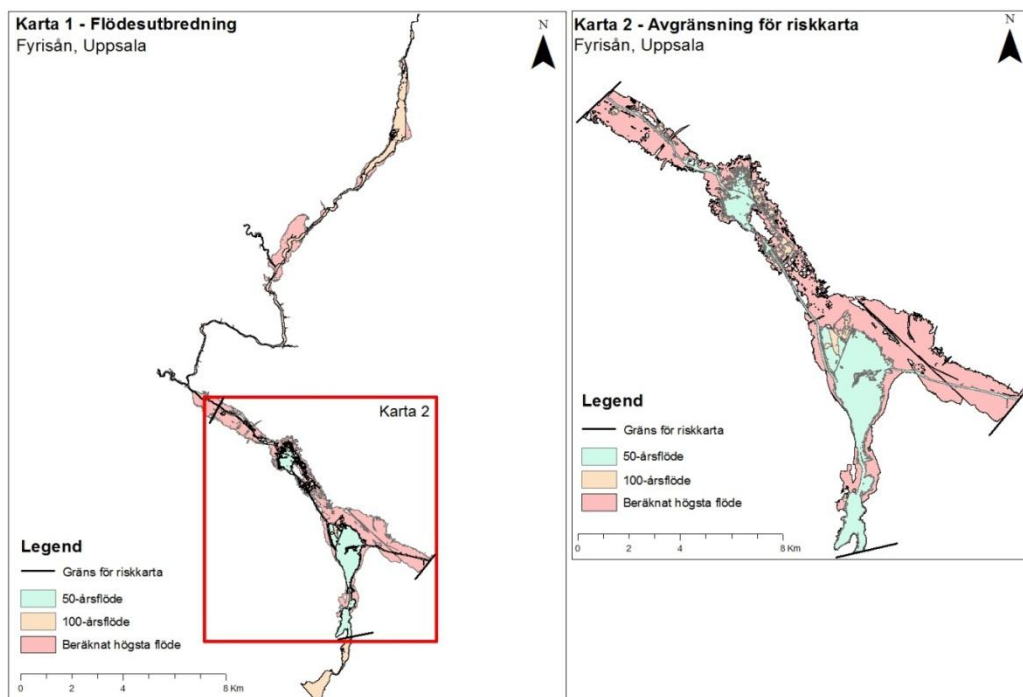 Karta 1 - Flödesutbredning
Fyrisån, Uppsala
N
Karta 2
Legend
Gräns för riskkarta
50-årsflöde
100-årsflöde
Beräknat högsta flöde
0 2 4 8 Km
Karta 2 - Avgränsning för riskkarta
Fyrisån, Uppsala
N
Legend
Gräns för riskkarta
50-årsflöde
100-årsflöde
Beräknat högsta flöde
0 2 4 8 Km